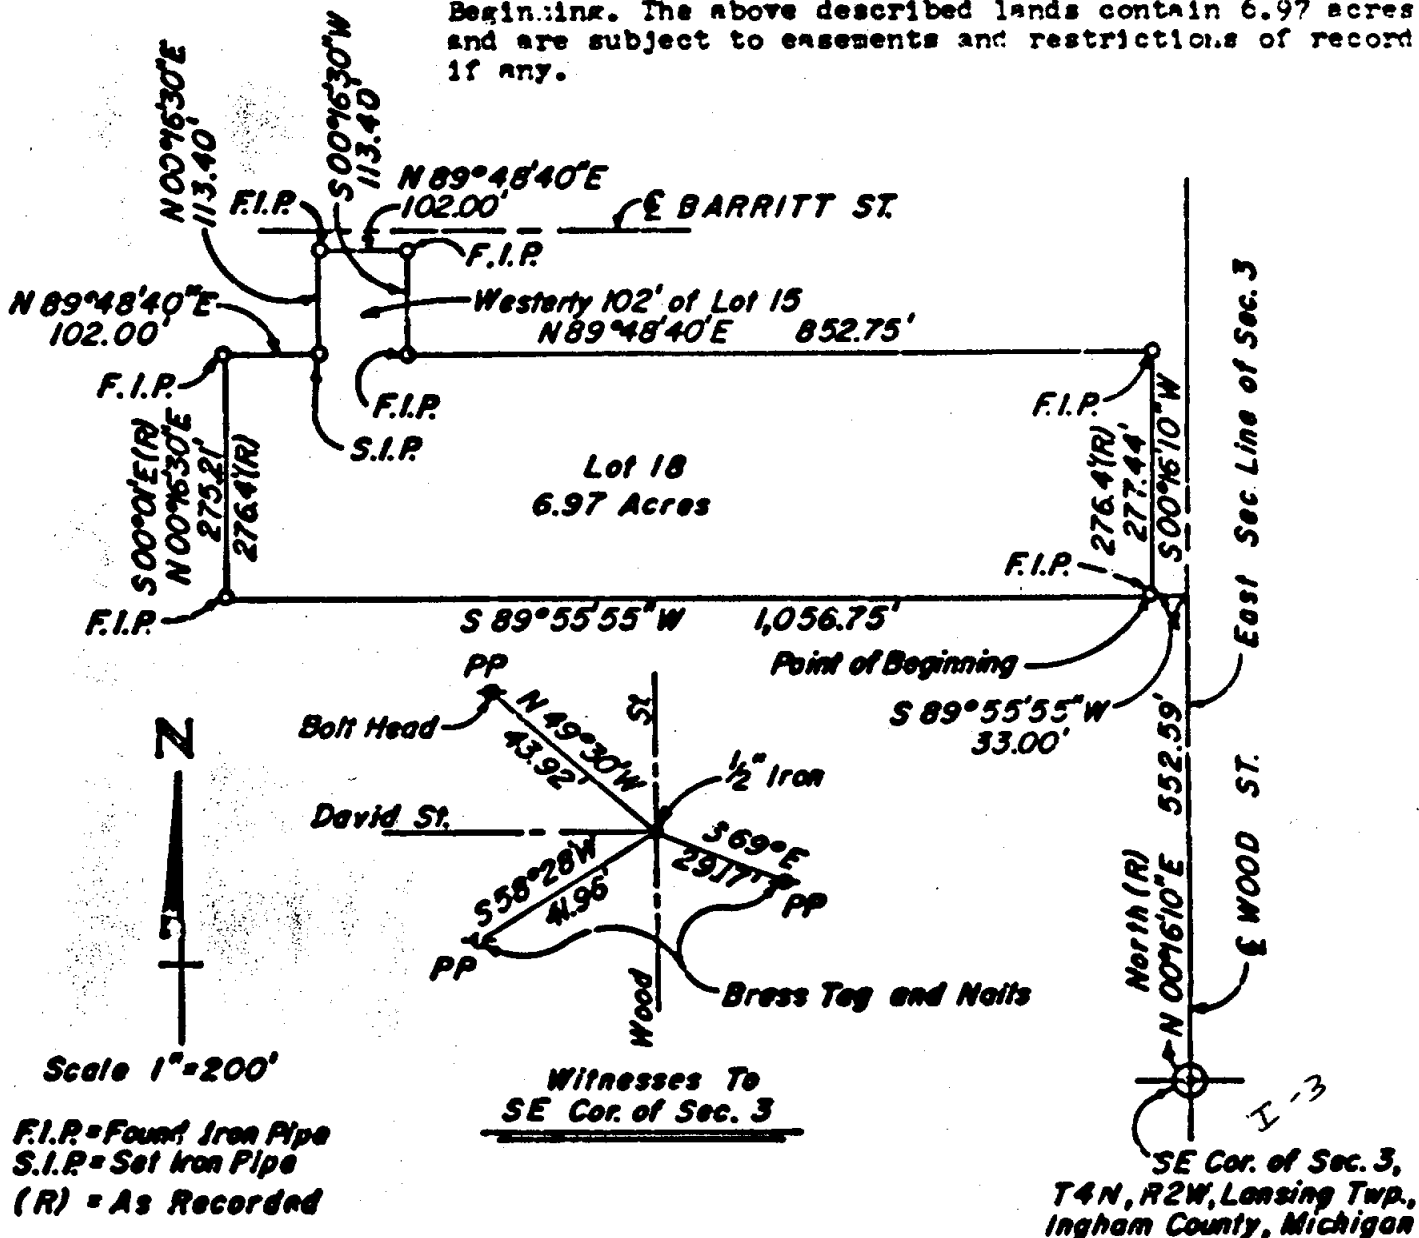 Beginning. The above described lands contain 6.97 acres
and are subject to easements and restrictions of record
if any.
N 00°16'30"E
113.40'
S 00°16'30"W
113.40'
N 89°48'40"E
102.00'
F.I.P.
℄ BARRITT ST.
F.I.P.
N 89°48'40"E
102.00'
Westerly 102' of Lot 15
N 89°48'40'E 852.75'
F.I.P.
F.I.P.
F.I.P.
S.I.P.
S 00°01'E(R)
N 00°16'30"E
275.21'
276.4'(R)
Lot 18
6.97 Acres
276.4'(R)
277.44'
S 00°16'10"W
East Sec Line of Sec. 3
F.I.P.
F.I.P.
S 89°55'55"W 1,056.75'
Point of Beginning
S 89°55'55"W
33.00'
PP
Bolt Head
N 49°30'W
43.92'
St
1/2" Iron
David St.
S 69°E
29.17'
PP
S 58°28'W
41.96'
PP
Brass Tag and Nails
Wood
Witnesses To
SE Cor. of Sec. 3
North (R)
N 00°16'10"E 552.59'
℄ WOOD ST.
N
Scale 1"=200'
F.I.P.=Found Iron Pipe
S.I.P.=Set Iron Pipe
(R) = As Recorded
I-3
SE Cor. of Sec. 3,
T4N, R2W, Lansing Twp.,
Ingham County, Michigan